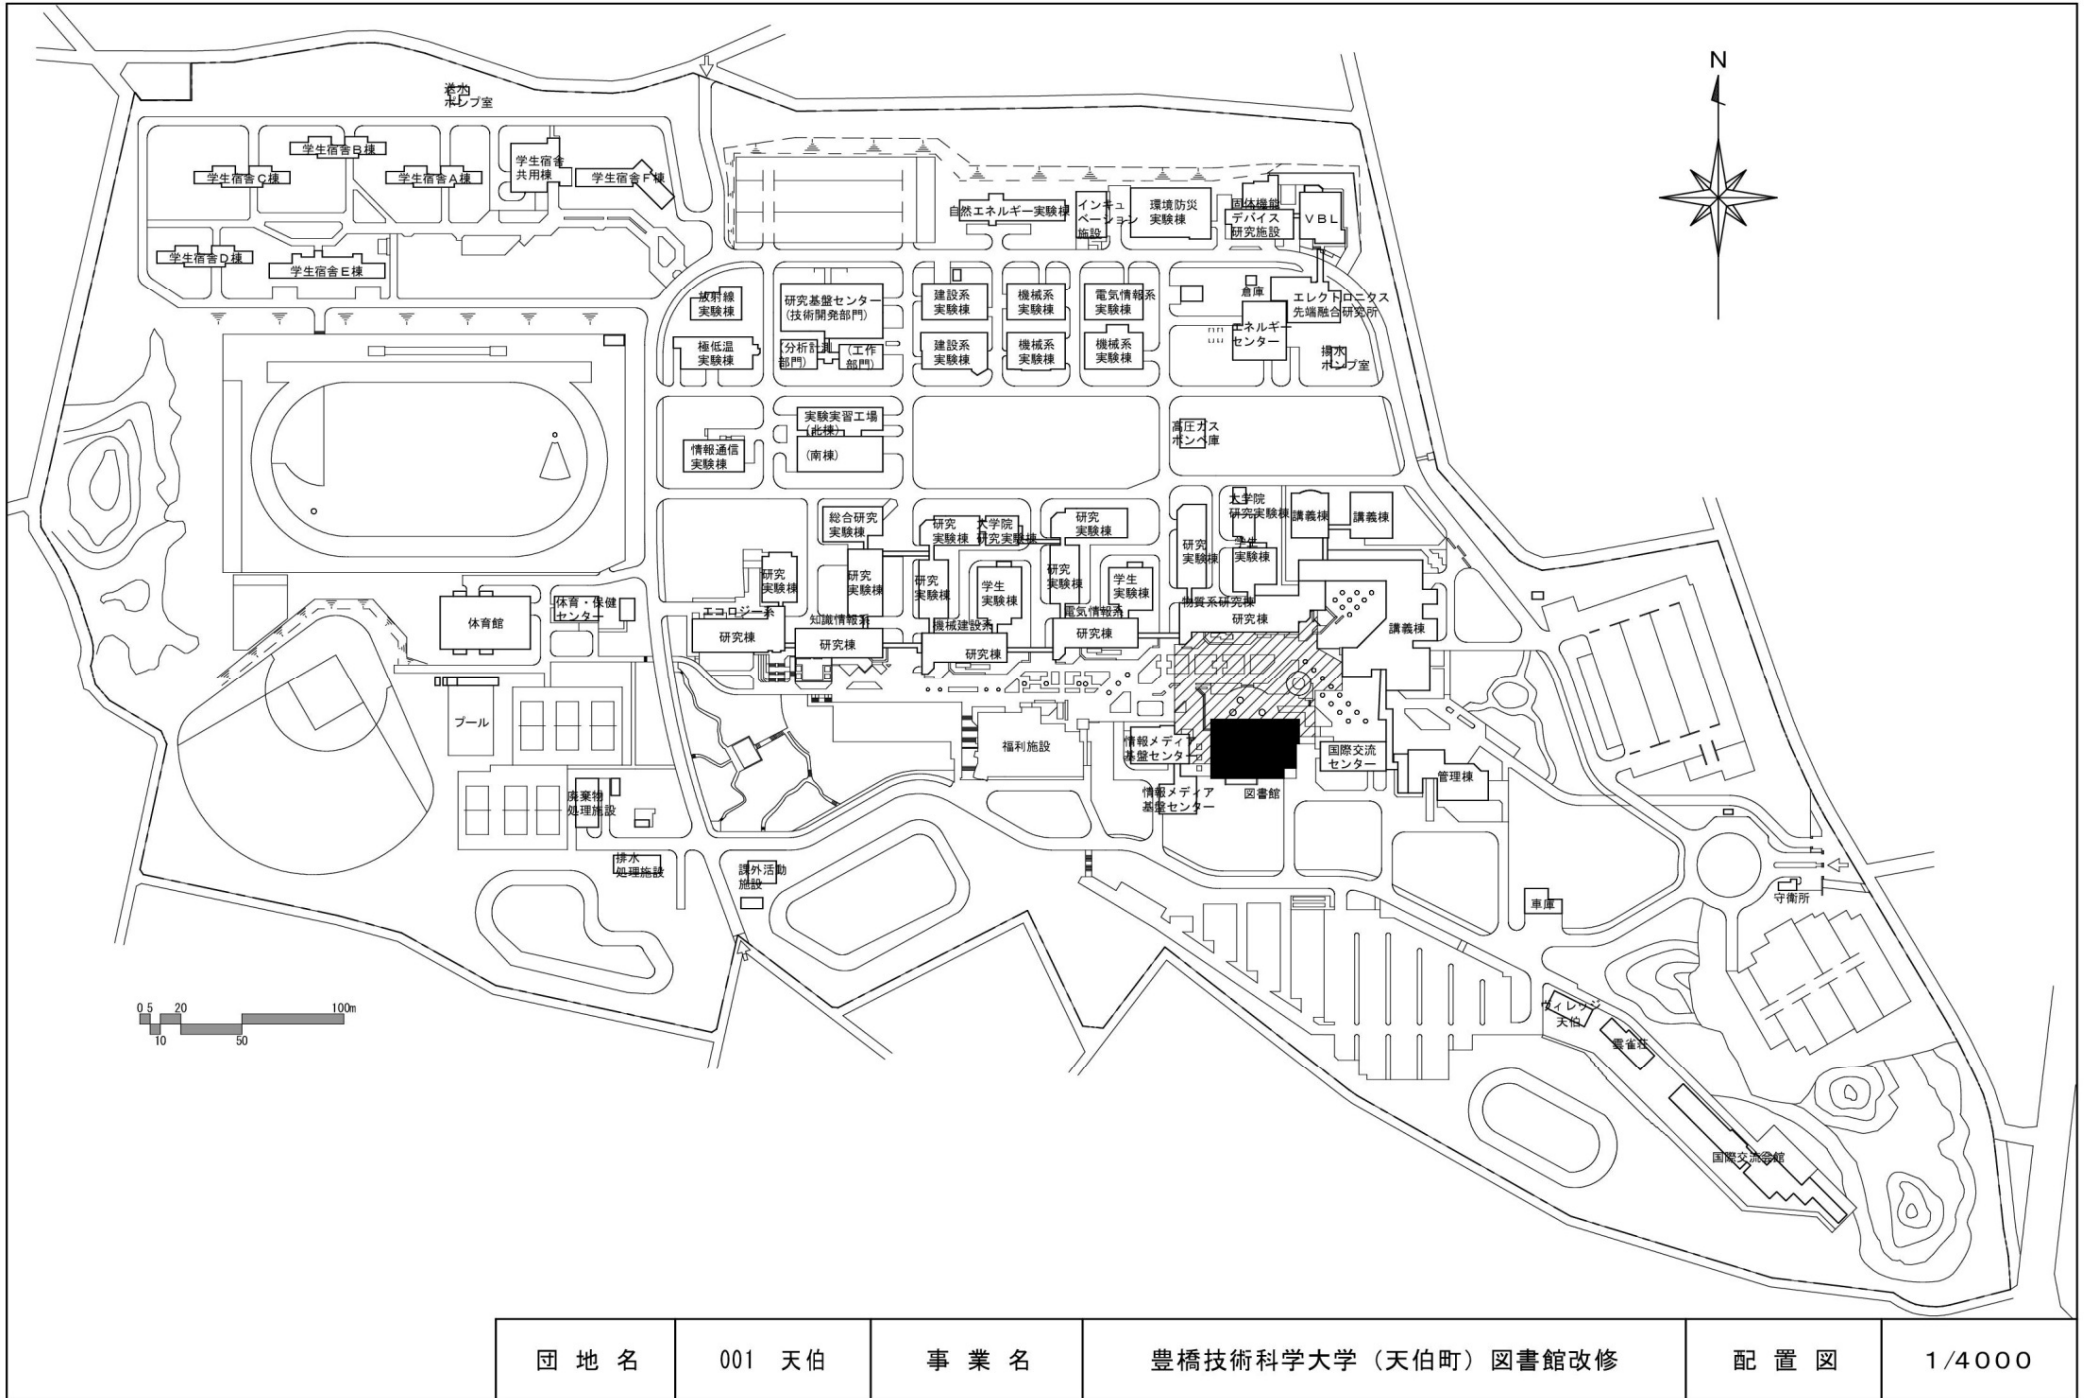 N
送水
ポンプ室
学生宿舎B棟
学生宿舎C棟
学生宿舎A棟
学生宿舎
共用棟
学生宿舎F棟
学生宿舎D棟
学生宿舎E棟
自然エネルギー実験棟
インキュ
ベーション
施設
環境防災
実験棟
固体機能
デバイス
研究施設
VBL
放射線
実験棟
研究基盤センター
(技術開発部門)
建設系
実験棟
機械系
実験棟
電気情報系
実験棟
倉庫
エレクトロニクス
先端融合研究所
極低温
実験棟
(分析計測
部門)
(工作
部門)
建設系
実験棟
機械系
実験棟
機械系
実験棟
エネルギー
センター
揚水
ポンプ室
実験実習工場
(北棟)
(南棟)
情報通信
実験棟
高圧ガス
ボンベ庫
総合研究
実験棟
研究
実験棟
大学院
研究実験棟
研究
実験棟
大学院
研究実験棟
講義棟
講義棟
研究
実験棟
学生
実験棟
研究
実験棟
研究
実験棟
研究
実験棟
学生
実験棟
研究
実験棟
学生
実験棟
体育館
体育・保健
センター
エコロジー系
研究棟
知識情報系
研究棟
機械建設系
研究棟
電気情報系
研究棟
物質系研究棟
研究棟
講義棟
プール
福利施設
情報メディア
基盤センター
国際交流
センター
管理棟
情報メディア
基盤センター
図書館
廃棄物
処理施設
排水
処理施設
課外活動
施設
車庫
守衛所
ヴィレッジ
天伯
雲雀荘
国際交流会館
0 5 20 100m
10 50
団地名 001 天伯 事業名 豊橋技術科学大学（天伯町）図書館改修 配置図 1/4000